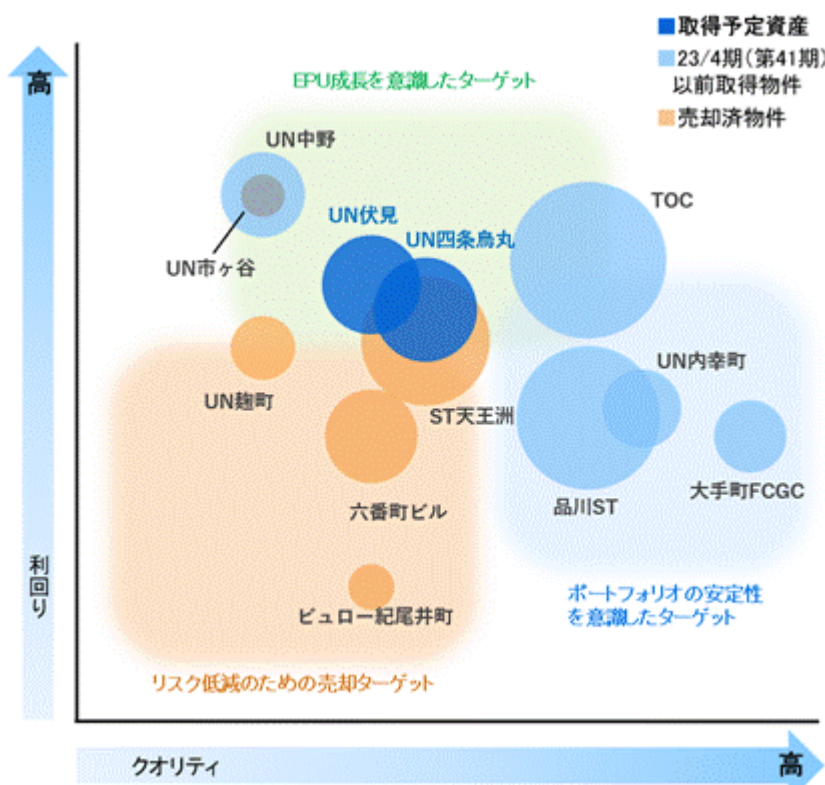 取得予定資産
23/4期(第41期)
以前取得物件
売却済物件
高
EPU成長を意識したターゲット
UN中野
TOC
UN伏見
UN四条烏丸
UN市ヶ谷
UN内幸町
UN麹町
ST天王洲
大手町FCGC
品川ST
六番町ビル
利回り
ポートフォリオの安定性
を意識したターゲット
ビュロー紀尾井町
リスク低減のための売却ターゲット
クオリティ
高